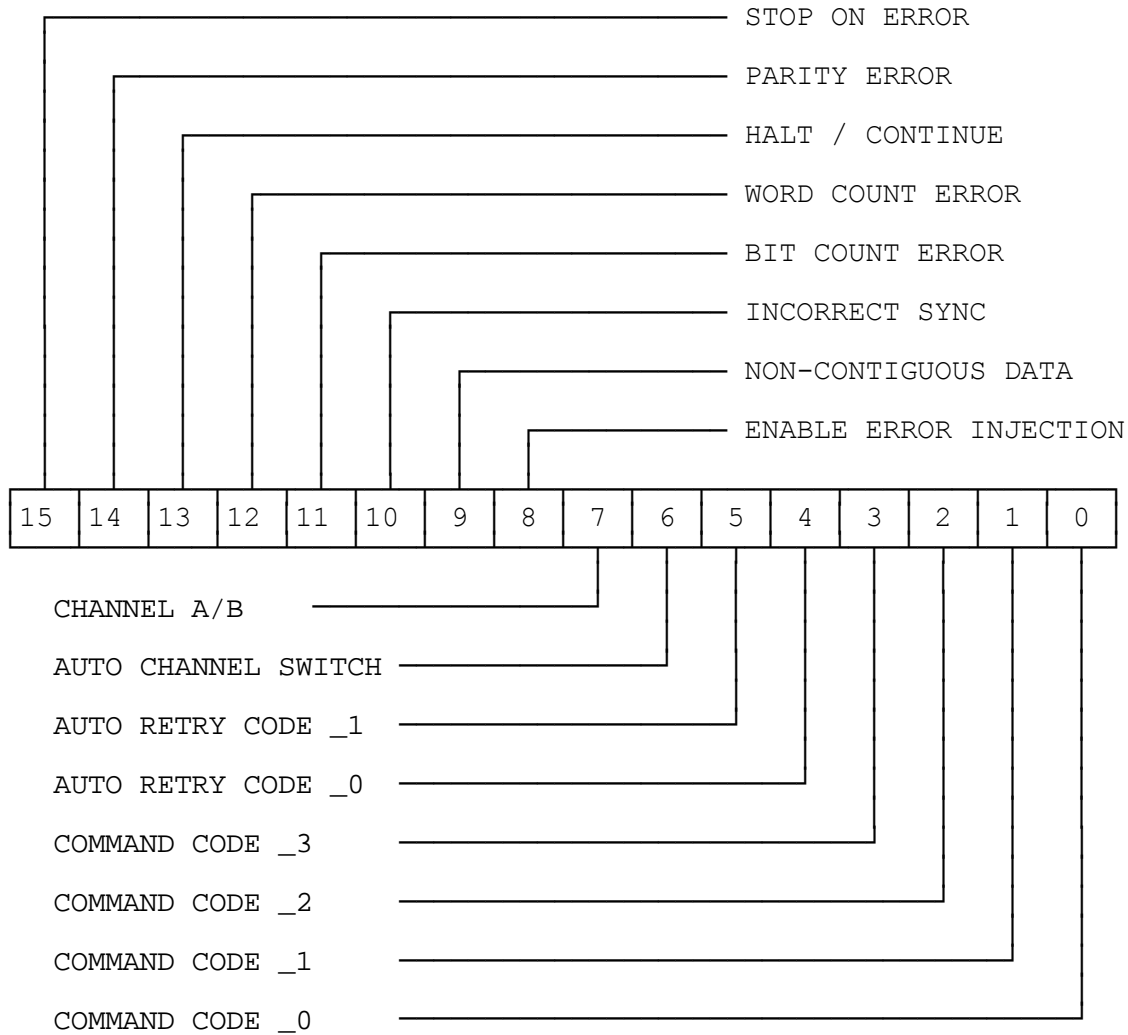 STOP ON ERROR
PARITY ERROR
HALT / CONTINUE
WORD COUNT ERROR
BIT COUNT ERROR
INCORRECT SYNC
NON-CONTIGUOUS DATA
ENABLE ERROR INJECTION
15 14 13 12 11 10 9 8 7 6 5 4 3 2 1 0
CHANNEL A/B
AUTO CHANNEL SWITCH
AUTO RETRY CODE _1
AUTO RETRY CODE _0
COMMAND CODE _3
COMMAND CODE _2
COMMAND CODE _1
COMMAND CODE _0